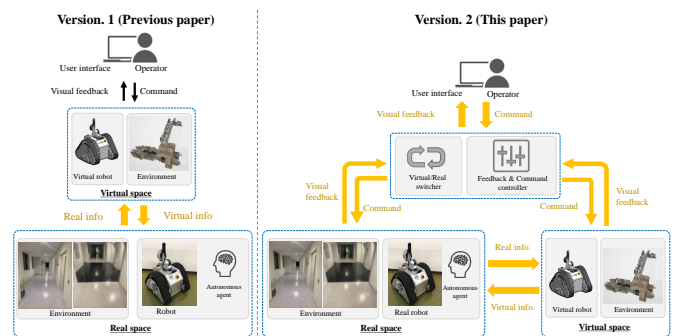 Version. 1 (Previous paper)
User interface
Operator
Visual feedback
Command
Virtual robot
Environment
Virtual space
Real info
Virtual info
Environment
Robot
Autonomous
agent
Real space
Version. 2 (This paper)
User interface
Operator
Visual feedback
Command
Virtual/Real
switcher
Feedback & Command
controller
Visual
feedback
Command
Command
Visual
feedback
Environment
Real robot
Autonomous
agent
Real space
Real info.
Virtual info.
Virtual robot
Environment
Virtual space